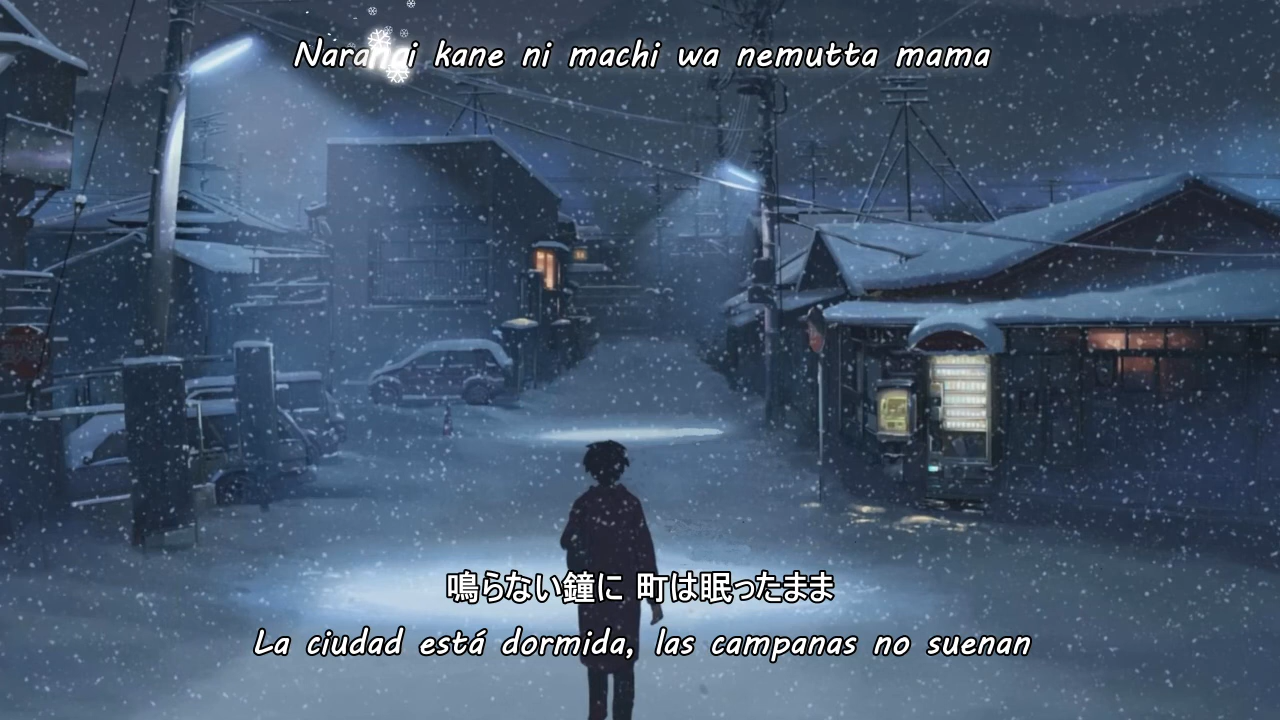 Naranai kane ni machi wa nemutta mama
鳴らない鐘に 町は眠ったまま
La ciudad está dormida, las campanas no suenan